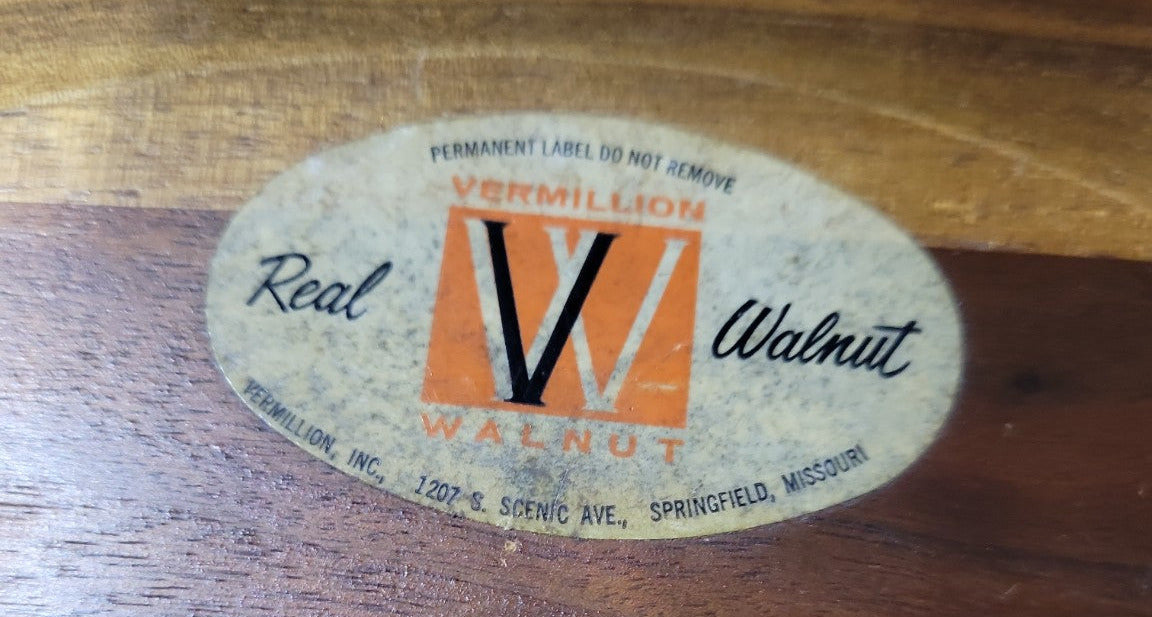 PERMANENT LABEL DO NOT REMOVE
VERMILLION
VW
Real Walnut
WALNUT
VERMILLION, INC., 1207 S. SCENIC AVE., SPRINGFIELD, MISSOURI